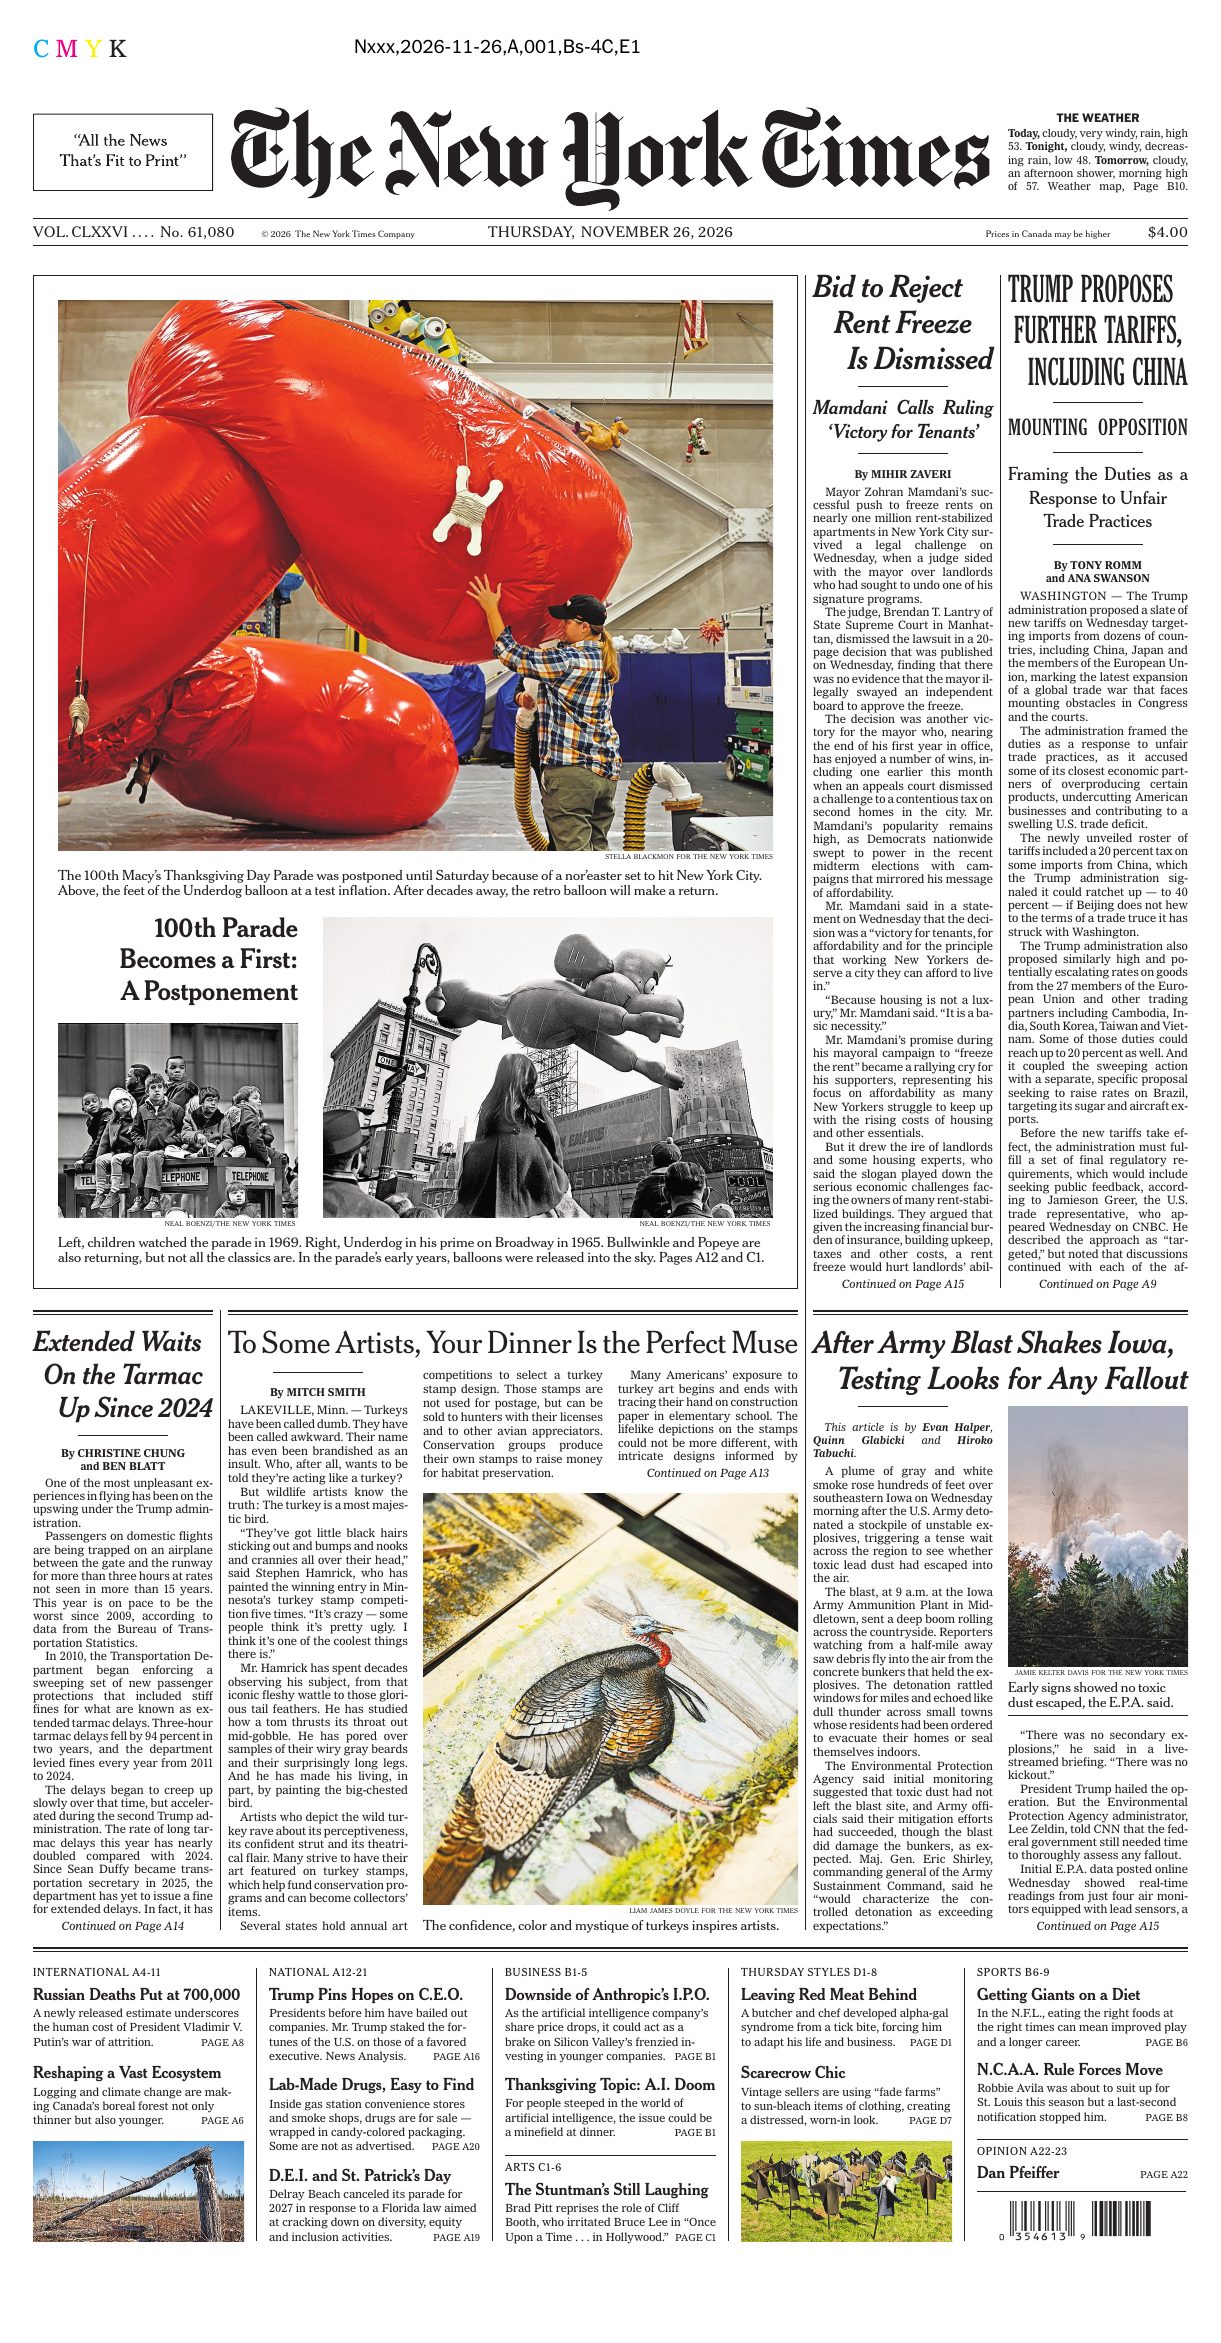 C M Y K
Nxxx,2026-11-26,A,001,Bs-4C,E1
“All the News
That’s Fit to Print”
The New York Times
THE WEATHER
Today, cloudy, very windy, rain, high
53. Tonight, cloudy, windy, decreas-
ing rain, low 48. Tomorrow, cloudy,
an afternoon shower, morning high
of 57. Weather map, Page B10.
VOL. CLXXVI .... No. 61,080
© 2026 The New York Times Company
THURSDAY, NOVEMBER 26, 2026
Prices in Canada may be higher
$4.00
STELLA BLACKMON FOR THE NEW YORK TIMES
The 100th Macy’s Thanksgiving Day Parade was postponed until Saturday because of a nor’easter set to hit New York City.
Above, the feet of the Underdog balloon at a test inflation. After decades away, the retro balloon will make a return.
100th Parade
Becomes a First:
A Postponement
TELEPHONE
TELEPHONE
TELEPHONE
NEAL BOENZI/THE NEW YORK TIMES
ONE WAY
COOL
NEAL BOENZI/THE NEW YORK TIMES
Left, children watched the parade in 1969. Right, Underdog in his prime on Broadway in 1965. Bullwinkle and Popeye are
also returning, but not all the classics are. In the parade’s early years, balloons were released into the sky. Pages A12 and C1.
Bid to Reject
Rent Freeze
Is Dismissed
Mamdani Calls Ruling
‘Victory for Tenants’
By MIHIR ZAVERI
Mayor Zohran Mamdani’s suc-
cessful push to freeze rents on
nearly one million rent-stabilized
apartments in New York City sur-
vived a legal challenge on
Wednesday, when a judge sided
with the mayor over landlords
who had sought to undo one of his
signature programs.
The judge, Brendan T. Lantry of
State Supreme Court in Manhat-
tan, dismissed the lawsuit in a 20-
page decision that was published
on Wednesday, finding that there
was no evidence that the mayor il-
legally swayed an independent
board to approve the freeze.
The decision was another vic-
tory for the mayor who, nearing
the end of his first year in office,
has enjoyed a number of wins, in-
cluding one earlier this month
when an appeals court dismissed
a challenge to a contentious tax on
second homes in the city. Mr.
Mamdani’s popularity remains
high, as Democrats nationwide
swept to power in the recent
midterm elections with cam-
paigns that mirrored his message
of affordability.
Mr. Mamdani said in a state-
ment on Wednesday that the deci-
sion was a “victory for tenants, for
affordability and for the principle
that working New Yorkers de-
serve a city they can afford to live
in.”
“Because housing is not a lux-
ury,” Mr. Mamdani said. “It is a ba-
sic necessity.”
Mr. Mamdani’s promise during
his mayoral campaign to “freeze
the rent” became a rallying cry for
his supporters, representing his
focus on affordability as many
New Yorkers struggle to keep up
with the rising costs of housing
and other essentials.
But it drew the ire of landlords
and some housing experts, who
said the slogan played down the
serious economic challenges fac-
ing the owners of many rent-stabi-
lized buildings. They argued that
given the increasing financial bur-
den of insurance, building upkeep,
taxes and other costs, a rent
freeze would hurt landlords’ abil-
Continued on Page A15
TRUMP PROPOSES
FURTHER TARIFFS,
INCLUDING CHINA
MOUNTING OPPOSITION
Framing the Duties as a
Response to Unfair
Trade Practices
By TONY ROMM
and ANA SWANSON
WASHINGTON — The Trump
administration proposed a slate of
new tariffs on Wednesday target-
ing imports from dozens of coun-
tries, including China, Japan and
the members of the European Un-
ion, marking the latest expansion
of a global trade war that faces
mounting obstacles in Congress
and the courts.
The administration framed the
duties as a response to unfair
trade practices, as it accused
some of its closest economic part-
ners of overproducing certain
products, undercutting American
businesses and contributing to a
swelling U.S. trade deficit.
The newly unveiled roster of
tariffs included a 20 percent tax on
some imports from China, which
the Trump administration sig-
naled it could ratchet up — to 40
percent — if Beijing does not hew
to the terms of a trade truce it has
struck with Washington.
The Trump administration also
proposed similarly high and po-
tentially escalating rates on goods
from the 27 members of the Euro-
pean Union and other trading
partners including Cambodia, In-
dia, South Korea, Taiwan and Viet-
nam. Some of those duties could
reach up to 20 percent as well. And
it coupled the sweeping action
with a separate, specific proposal
seeking to raise rates on Brazil,
targeting its sugar and aircraft ex-
ports.
Before the new tariffs take ef-
fect, the administration must ful-
fill a set of final regulatory re-
quirements, which would include
seeking public feedback, accord-
ing to Jamieson Greer, the U.S.
trade representative, who ap-
peared Wednesday on CNBC. He
described the approach as “tar-
geted,” but noted that discussions
continued with each of the af-
Continued on Page A9
Extended Waits
On the Tarmac
Up Since 2024
By CHRISTINE CHUNG
and BEN BLATT
One of the most unpleasant ex-
periences in flying has been on the
upswing under the Trump admin-
istration.
Passengers on domestic flights
are being trapped on an airplane
between the gate and the runway
for more than three hours at rates
not seen in more than 15 years.
This year is on pace to be the
worst since 2009, according to
data from the Bureau of Trans-
portation Statistics.
In 2010, the Transportation De-
partment began enforcing a
sweeping set of new passenger
protections that included stiff
fines for what are known as ex-
tended tarmac delays. Three-hour
tarmac delays fell by 94 percent in
two years, and the department
levied fines every year from 2011
to 2024.
The delays began to creep up
slowly over that time, but acceler-
ated during the second Trump ad-
ministration. The rate of long tar-
mac delays this year has nearly
doubled compared with 2024.
Since Sean Duffy became trans-
portation secretary in 2025, the
department has yet to issue a fine
for extended delays. In fact, it has
Continued on Page A14
To Some Artists, Your Dinner Is the Perfect Muse
By MITCH SMITH
LAKEVILLE, Minn. — Turkeys
have been called dumb. They have
been called awkward. Their name
has even been brandished as an
insult. Who, after all, wants to be
told they’re acting like a turkey?
But wildlife artists know the
truth: The turkey is a most majes-
tic bird.
“They’ve got little black hairs
sticking out and bumps and nooks
and crannies all over their head,”
said Stephen Hamrick, who has
painted the winning entry in Min-
nesota’s turkey stamp competi-
tion five times. “It’s crazy — some
people think it’s pretty ugly. I
think it’s one of the coolest things
there is.”
Mr. Hamrick has spent decades
observing his subject, from that
iconic fleshy wattle to those glori-
ous tail feathers. He has studied
how a tom thrusts its throat out
mid-gobble. He has pored over
samples of their wiry gray beards
and their surprisingly long legs.
And he has made his living, in
part, by painting the big-chested
bird.
Artists who depict the wild tur-
key rave about its perceptiveness,
its confident strut and its theatri-
cal flair. Many strive to have their
art featured on turkey stamps,
which help fund conservation pro-
grams and can become collectors’
items.
Several states hold annual art
competitions to select a turkey
stamp design. Those stamps are
not used for postage, but can be
sold to hunters with their licenses
and to other avian appreciators.
Conservation groups produce
their own stamps to raise money
for habitat preservation.
Many Americans’ exposure to
turkey art begins and ends with
tracing their hand on construction
paper in elementary school. The
lifelike depictions on the stamps
could not be more different, with
intricate designs informed by
Continued on Page A13
LIAM JAMES DOYLE FOR THE NEW YORK TIMES
The confidence, color and mystique of turkeys inspires artists.
After Army Blast Shakes Iowa,
Testing Looks for Any Fallout
This article is by Evan Halper,
Quinn Glabicki and Hiroko
Tabuchi.
A plume of gray and white
smoke rose hundreds of feet over
southeastern Iowa on Wednesday
morning after the U.S. Army deto-
nated a stockpile of unstable ex-
plosives, triggering a tense wait
across the region to see whether
toxic lead dust had escaped into
the air.
The blast, at 9 a.m. at the Iowa
Army Ammunition Plant in Mid-
dletown, sent a deep boom rolling
across the countryside. Reporters
watching from a half-mile away
saw debris fly into the air from the
concrete bunkers that held the ex-
plosives. The detonation rattled
windows for miles and echoed like
dull thunder across small towns
whose residents had been ordered
to evacuate their homes or seal
themselves indoors.
The Environmental Protection
Agency said initial monitoring
suggested that toxic dust had not
left the blast site, and Army offi-
cials said their mitigation efforts
had succeeded, though the blast
did damage the bunkers, as ex-
pected. Maj. Gen. Eric Shirley,
commanding general of the Army
Sustainment Command, said he
“would characterize the con-
trolled detonation as exceeding
expectations.”
JAMIE KELTER DAVIS FOR THE NEW YORK TIMES
Early signs showed no toxic
dust escaped, the E.P.A. said.
“There was no secondary ex-
plosions,” he said in a live-
streamed briefing. “There was no
kickout.”
President Trump hailed the op-
eration. But the Environmental
Protection Agency administrator,
Lee Zeldin, told CNN that the fed-
eral government still needed time
to thoroughly assess any fallout.
Initial E.P.A. data posted online
Wednesday showed real-time
readings from just four air moni-
tors equipped with lead sensors, a
Continued on Page A15
INTERNATIONAL A4-11
Russian Deaths Put at 700,000
A newly released estimate underscores
the human cost of President Vladimir V.
Putin’s war of attrition. PAGE A8
Reshaping a Vast Ecosystem
Logging and climate change are mak-
ing Canada’s boreal forest not only
thinner but also younger. PAGE A6
NATIONAL A12-21
Trump Pins Hopes on C.E.O.
Presidents before him have bailed out
companies. Mr. Trump staked the for-
tunes of the U.S. on those of a favored
executive. News Analysis. PAGE A16
Lab-Made Drugs, Easy to Find
Inside gas station convenience stores
and smoke shops, drugs are for sale —
wrapped in candy-colored packaging.
Some are not as advertised. PAGE A20
D.E.I. and St. Patrick’s Day
Delray Beach canceled its parade for
2027 in response to a Florida law aimed
at cracking down on diversity, equity
and inclusion activities. PAGE A19
BUSINESS B1-5
Downside of Anthropic’s I.P.O.
As the artificial intelligence company’s
share price drops, it could act as a
brake on Silicon Valley’s frenzied in-
vesting in younger companies. PAGE B1
Thanksgiving Topic: A.I. Doom
For people steeped in the world of
artificial intelligence, the issue could be
a minefield at dinner. PAGE B1
ARTS C1-6
The Stuntman’s Still Laughing
Brad Pitt reprises the role of Cliff
Booth, who irritated Bruce Lee in “Once
Upon a Time . . . in Hollywood.” PAGE C1
THURSDAY STYLES D1-8
Leaving Red Meat Behind
A butcher and chef developed alpha-gal
syndrome from a tick bite, forcing him
to adapt his life and business. PAGE D1
Scarecrow Chic
Vintage sellers are using “fade farms”
to sun-bleach items of clothing, creating
a distressed, worn-in look. PAGE D7
SPORTS B6-9
Getting Giants on a Diet
In the N.F.L., eating the right foods at
the right times can mean improved play
and a longer career. PAGE B6
N.C.A.A. Rule Forces Move
Robbie Avila was about to suit up for
St. Louis this season but a last-second
notification stopped him. PAGE B8
OPINION A22-23
Dan Pfeiffer PAGE A22
0 354613 9